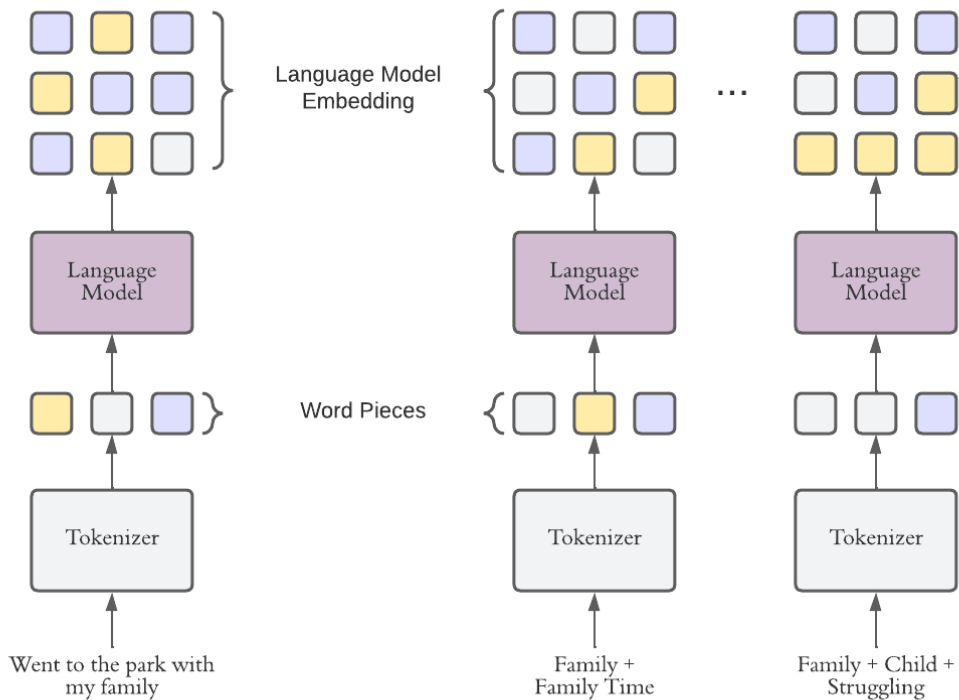 Language Model
Embedding
...
Language
Model
Language
Model
Language
Model
Word Pieces
Tokenizer
Tokenizer
Tokenizer
Went to the park with
my family
Family +
Family Time
Family + Child +
Struggling